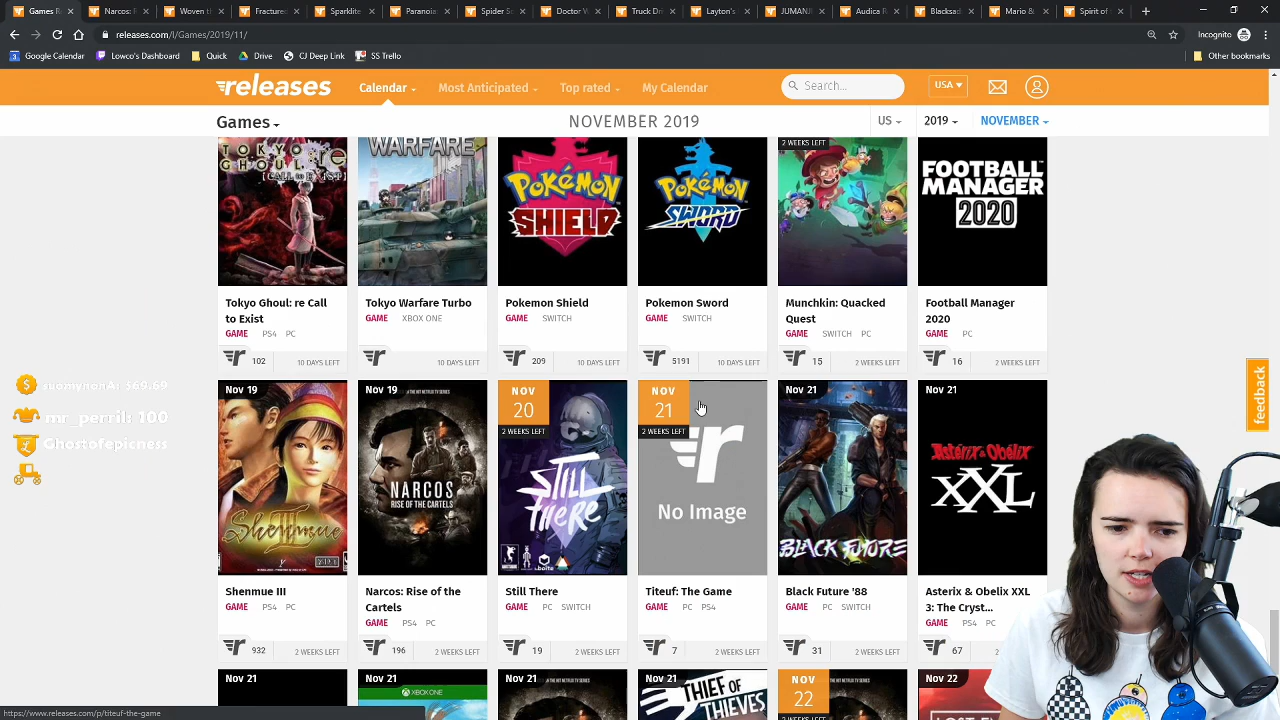 Games Re
Woven th
Sparklite
Paranoia
Spider So
Doctor W
Truck Dri
Layton's
JUMANJI
Audica R
Blacksad
Mario &
Spirit of
releases.com/l/Games/2019/11/
Incognito
Google Calendar
Lowco's Dashboard
Quick
Drive
CJ Deck Log
SS Trello
Other bookmarks
releases
Calendar
Most Anticipated
Top rated
My Calendar
Search...
USA
Games
NOVEMBER 2019
US
2019
NOVEMBER
TOKYO GHOUL:re
[CALL to EXIST]
WARFARE
POKéMON SHIELD
POKéMON SWORD
2 WEEKS LEFT
FOOTBALL MANAGER 2020
Tokyo Ghoul: re Call to Exist
GAME PS4 PC
102 10 DAYS LEFT
Tokyo Warfare Turbo
GAME XBOX ONE
10 DAYS LEFT
Pokemon Shield
GAME SWITCH
209 10 DAYS LEFT
Pokemon Sword
GAME SWITCH
5191 10 DAYS LEFT
Munchkin: Quacked Quest
GAME SWITCH PC
15 2 WEEKS LEFT
Football Manager 2020
GAME PC
16 2 WEEKS LEFT
mr_perril: 100
Ghostofepicness
feedback
Nov 19
Shenmue III
Shenmue III
GAME PS4 PC
932 2 WEEKS LEFT
Nov 19
NARCOS
RISE OF THE CARTELS
Narcos: Rise of the Cartels
GAME PS4 PC
196 2 WEEKS LEFT
NOV 20
2 WEEKS LEFT
STILL THERE
Still There
GAME PC SWITCH
19 2 WEEKS LEFT
NOV 21
2 WEEKS LEFT
No Image
Titeuf: The Game
GAME PC PS4
7 2 WEEKS LEFT
Nov 21
BLACK FUTURE
Black Future '88
GAME PC SWITCH
31 2 WEEKS LEFT
Nov 21
Astérix & Obélix
XXL
Asterix & Obelix XXL 3: The Cryst...
GAME PS4 PC
67 2
Nov 21
Nov 21
XBOX ONE
Nov 21
Nov 21
THIEF OF THIEVES
NOV 22
Nov 22
https://www.releases.com/p/titeuf-the-game